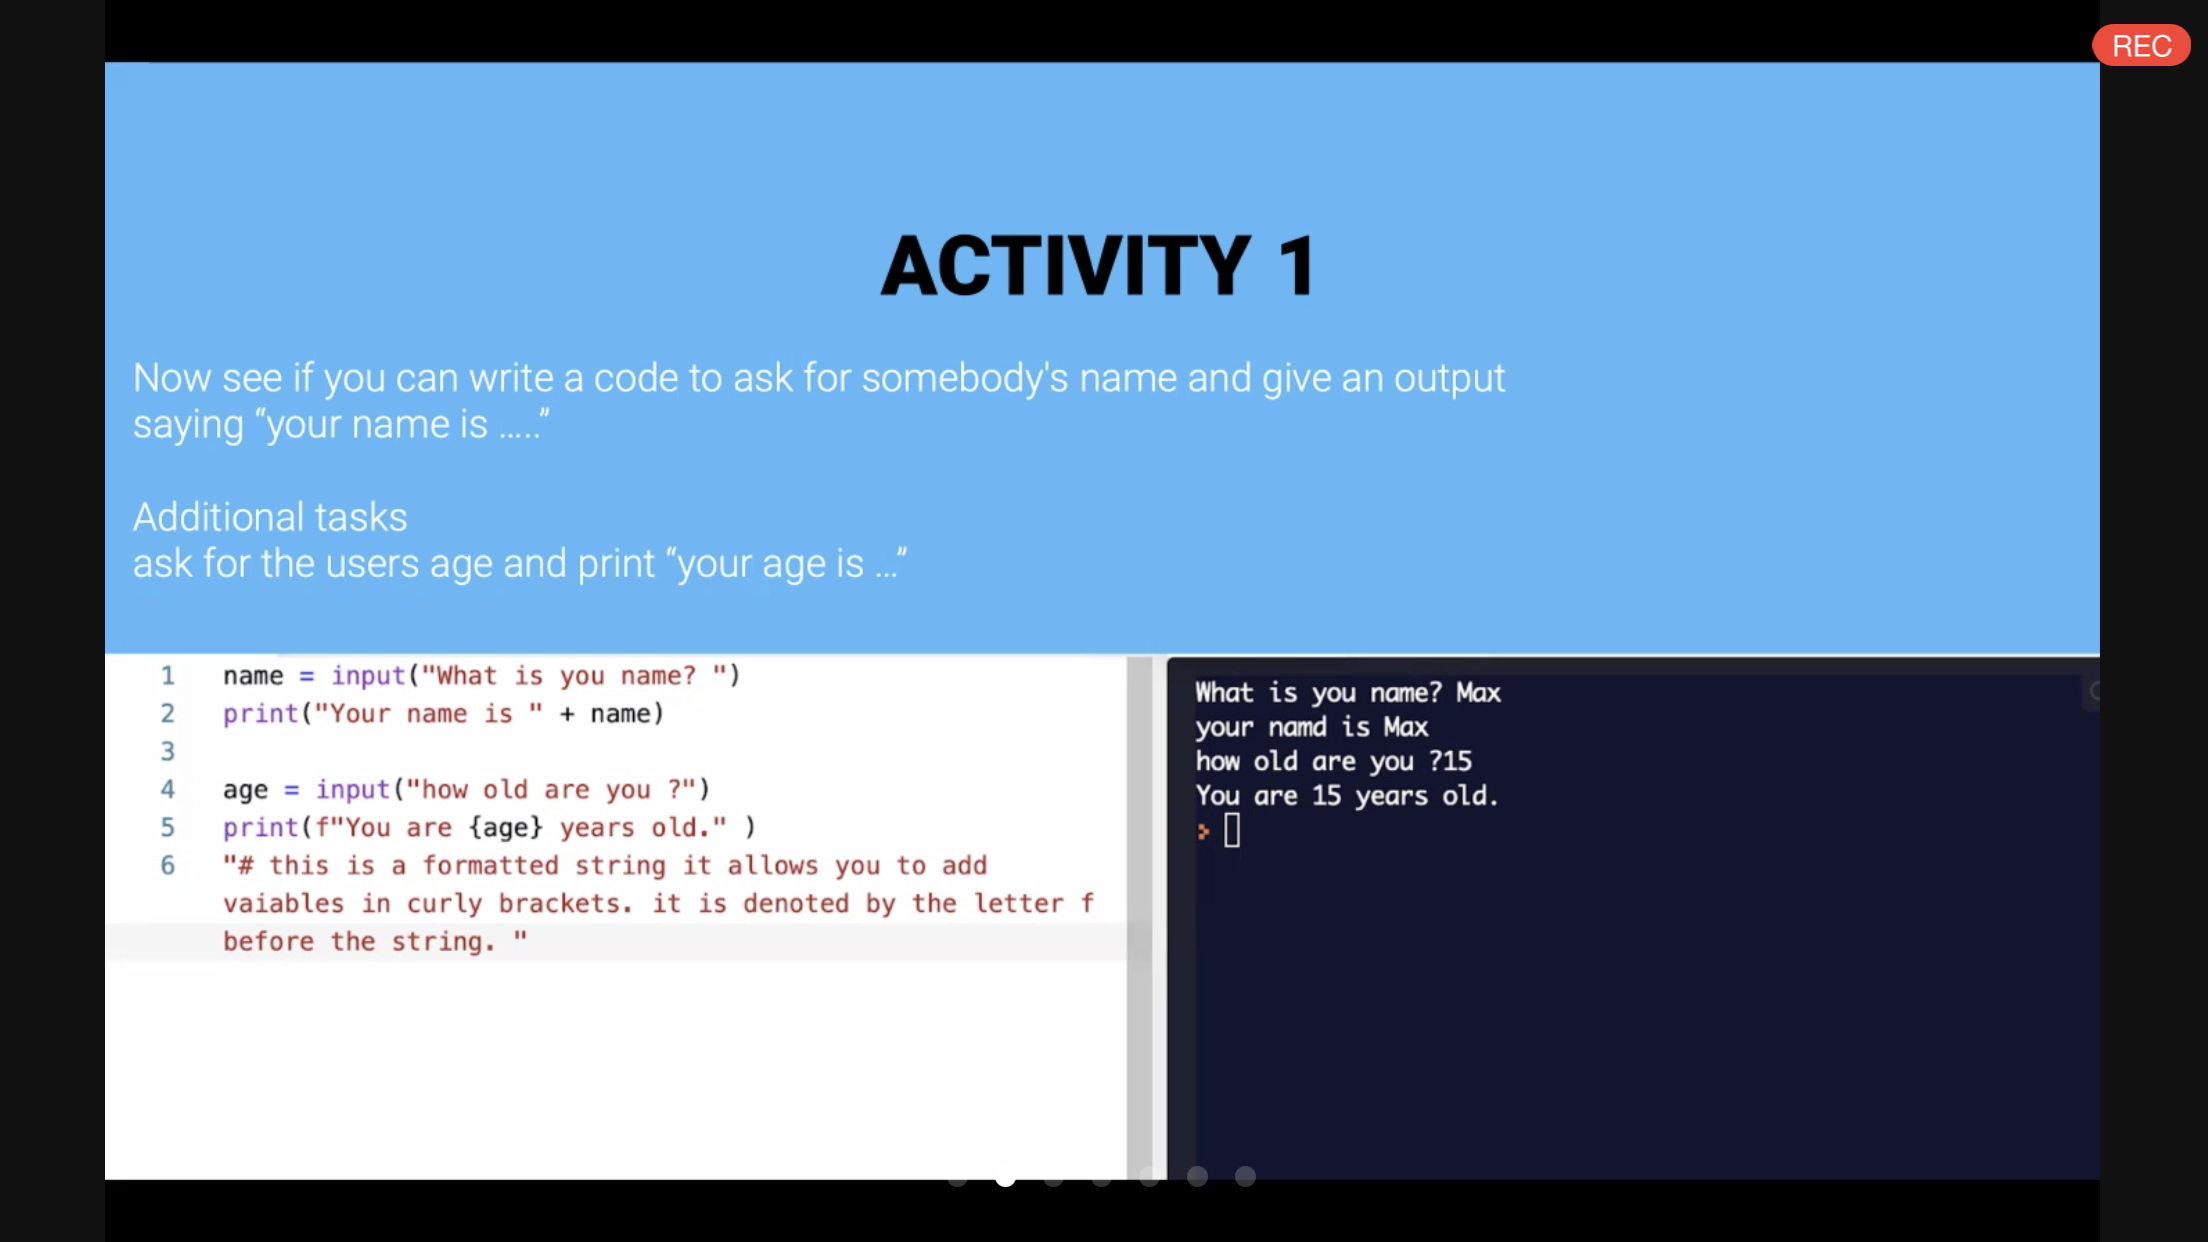 REC
ACTIVITY 1
Now see if you can write a code to ask for somebody's name and give an output
saying “your name is .....”
Additional tasks
ask for the users age and print “your age is ...”
1 name = input("What is you name? ")
2 print("Your name is " + name)
3
4 age = input("how old are you ?")
5 print(f"You are {age} years old." )
6 "# this is a formatted string it allows you to add
vaiables in curly brackets. it is denoted by the letter f
before the string. "
What is you name? Max
your namd is Max
how old are you ?15
You are 15 years old.